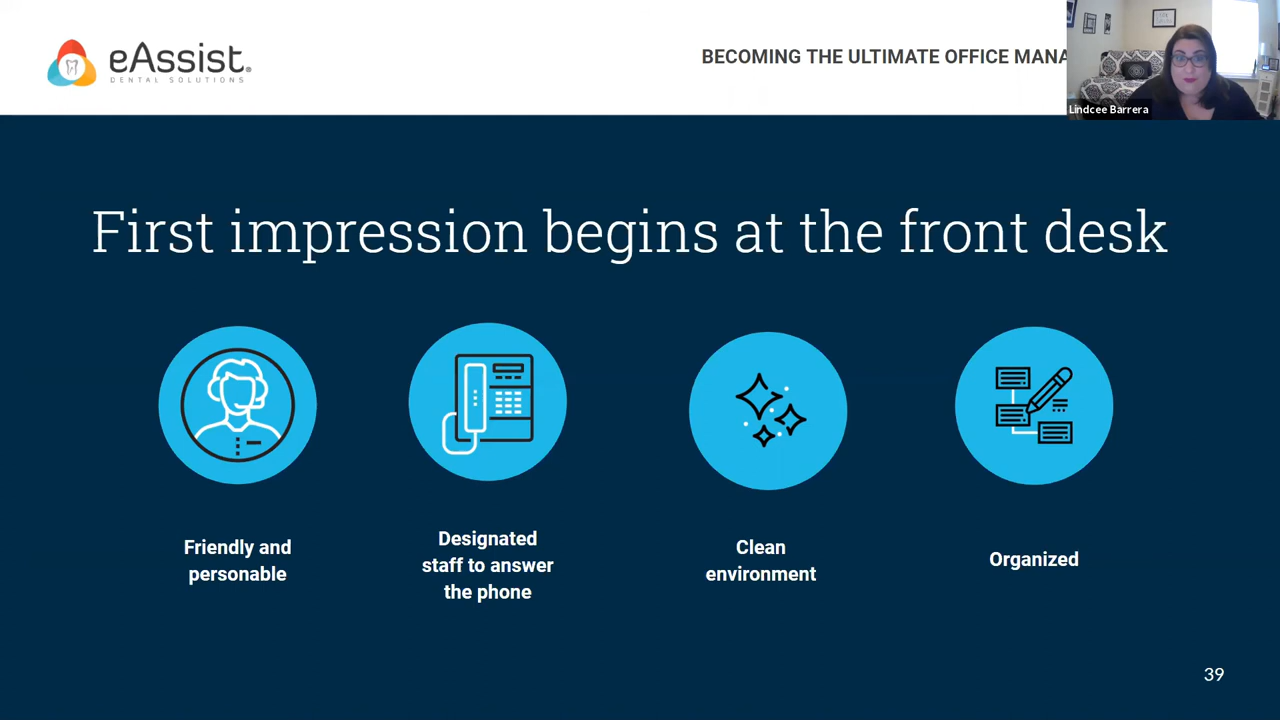 eAssist®
DENTAL SOLUTIONS
BECOMING THE ULTIMATE OFFICE MANA
Lindcee Barrera
First impression begins at the front desk
Friendly and
personable
Designated
staff to answer
the phone
Clean
environment
Organized
39